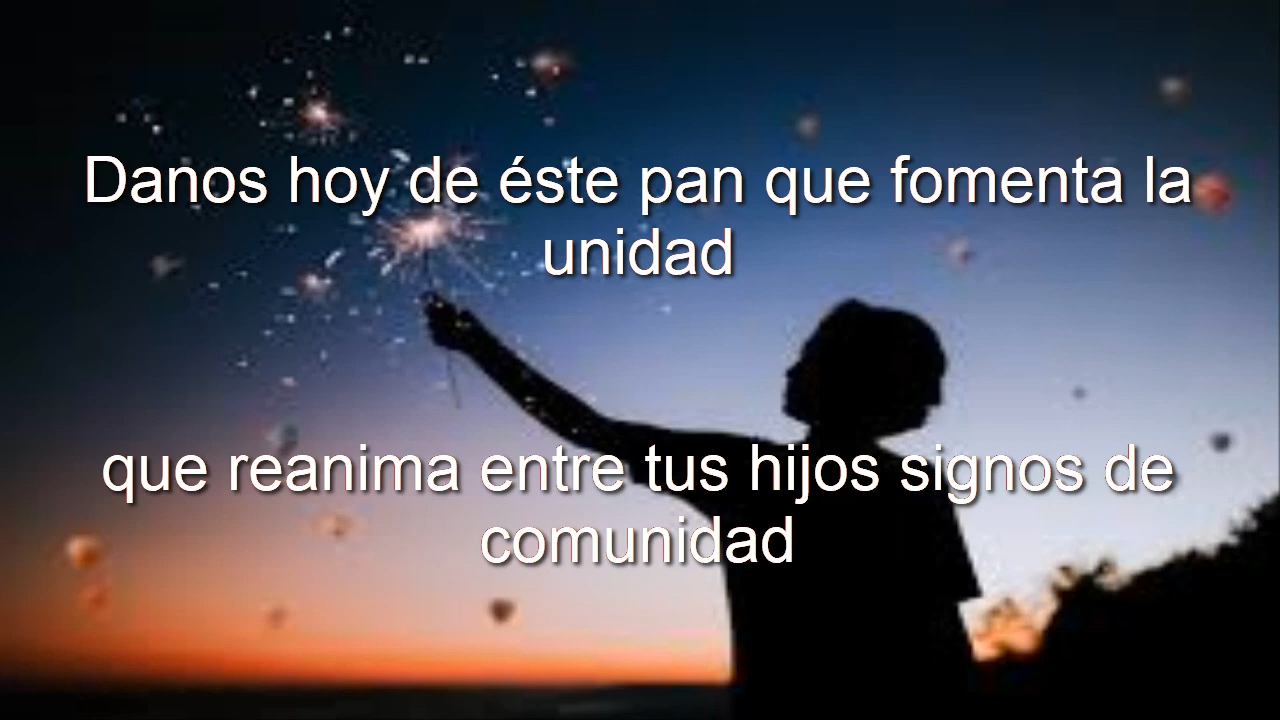 Danos hoy de éste pan que fomenta la
unidad
que reanima entre tus hijos signos de
comunidad